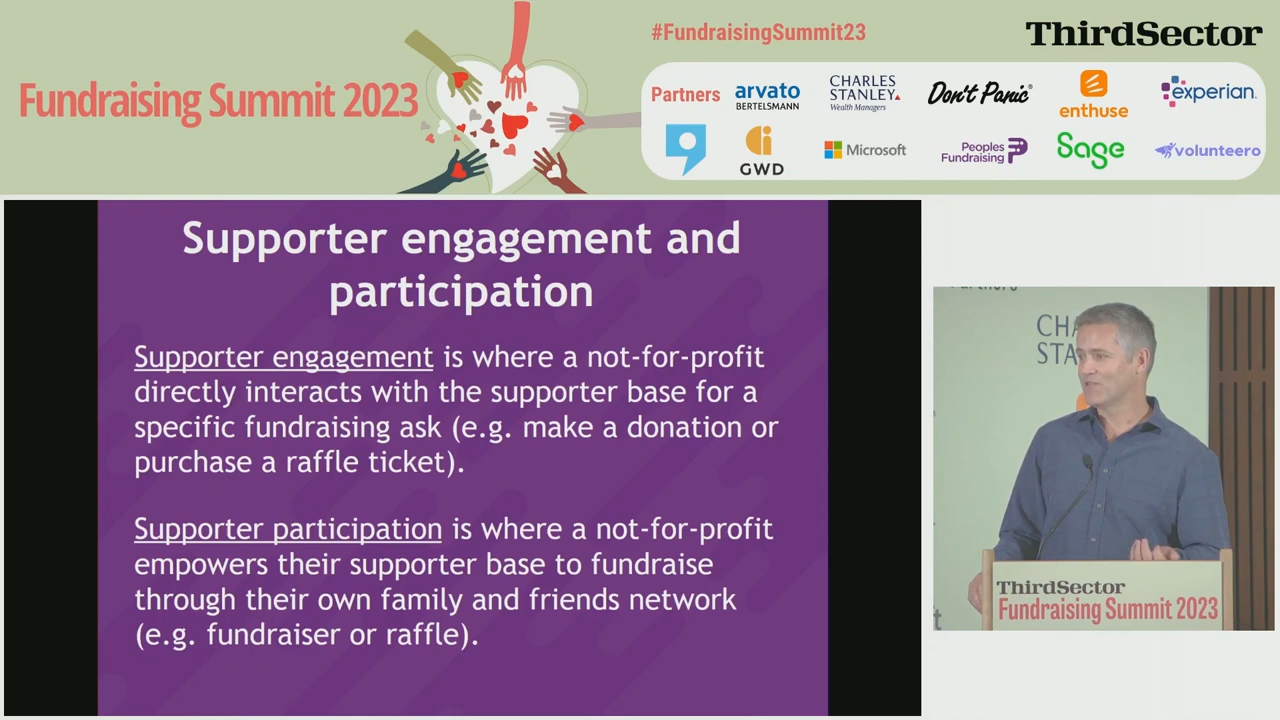 #FundraisingSummit23
ThirdSector
Fundraising Summit 2023
Partners
arvato
BERTELSMANN
CHARLES
STANLEY
Wealth Managers
Don't Panic
enthuse
experian.
GWD
Microsoft
Peoples
Fundraising
Sage
volunteero
Supporter engagement and
participation
Supporter engagement is where a not-for-profit
directly interacts with the supporter base for a
specific fundraising ask (e.g. make a donation or
purchase a raffle ticket).
Supporter participation is where a not-for-profit
empowers their supporter base to fundraise
through their own family and friends network
(e.g. fundraiser or raffle).
CHA
STA
ThirdSector
Fundraising Summit 2023